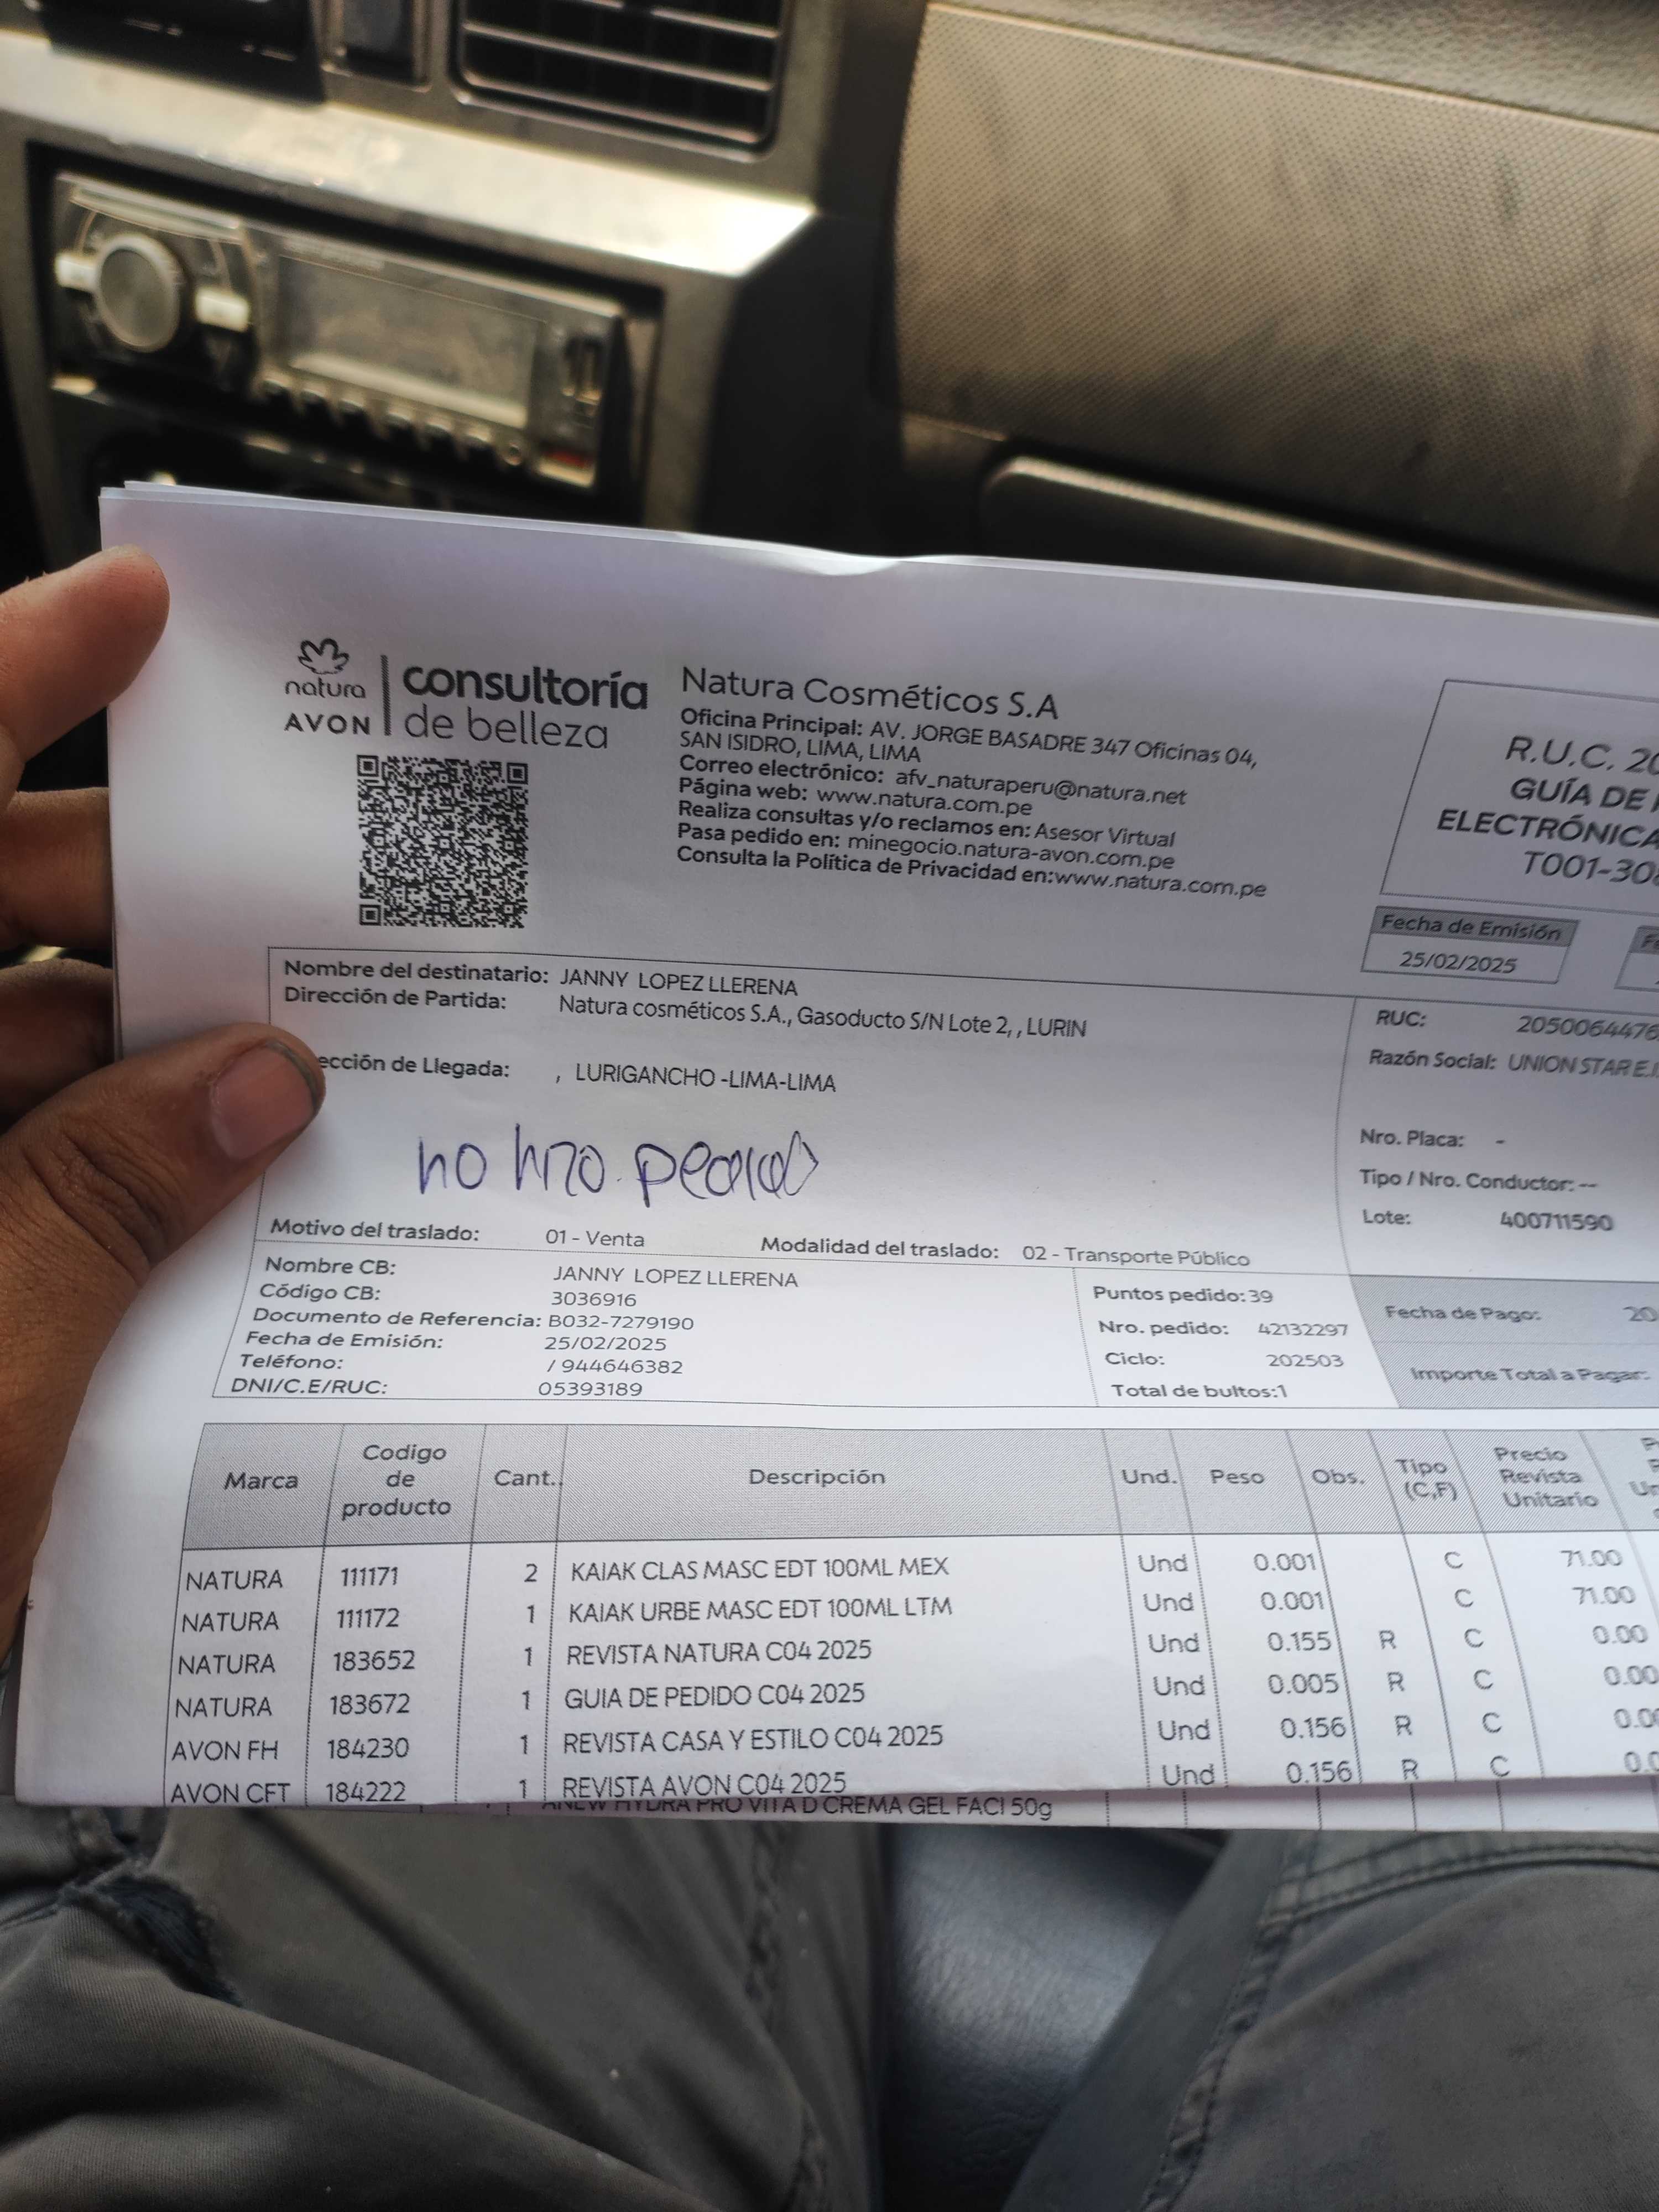 natura
AVON
consultoría
de belleza
Natura Cosméticos S.A
Oficina Principal: AV. JORGE BASADRE 347 Oficinas 04,
SAN ISIDRO, LIMA, LIMA
Correo electrónico: afv_naturaperu@natura.net
Página web: www.natura.com.pe
Realiza consultas y/o reclamos en: Asesor Virtual
Pasa pedido en: minegocio.natura-avon.com.pe
Consulta la Política de Privacidad en:www.natura.com.pe
R.U.C. 20
GUÍA DE
ELECTRÓNICA
T001-30
Fecha de Emisión
25/02/2025
Nombre del destinatario: JANNY LOPEZ LLERENA
Dirección de Partida: Natura cosméticos S.A., Gasoducto S/N Lote 2, , LURIN
ección de Llegada: , LURIGANCHO -LIMA-LIMA
RUC: 2050064476
Razón Social: UNION STAR E.I
Nro. Placa: -
Tipo / Nro. Conductor: --
Lote: 400711590
no hizo pedido
Motivo del traslado: 01 - Venta Modalidad del traslado: 02 - Transporte Público
Nombre CB: JANNY LOPEZ LLERENA
Código CB: 3036916
Documento de Referencia: B032-7279190
Fecha de Emisión: 25/02/2025
Teléfono: / 944646382
DNI/C.E/RUC: 05393189
Puntos pedido: 39
Nro. pedido: 42132297
Ciclo: 202503
Total de bultos:1
Fecha de Pago: 20
Importe Total a Pagar:
Marca Codigo de producto Cant. Descripción Und. Peso Obs. Tipo (C,F) Precio Revista Unitario
NATURA 111171 2 KAIAK CLAS MASC EDT 100ML MEX Und 0.001 C 71.00
NATURA 111172 1 KAIAK URBE MASC EDT 100ML LTM Und 0.001 C 71.00
NATURA 183652 1 REVISTA NATURA C04 2025 Und 0.155 R C 0.00
NATURA 183672 1 GUIA DE PEDIDO C04 2025 Und 0.005 R C 0.00
AVON FH 184230 1 REVISTA CASA Y ESTILO C04 2025 Und 0.156 R C 0.0
AVON CFT 184222 1 REVISTA AVON C04 2025 Und 0.156 R C 0.0
ANEW HYDRA PRO VITA D CREMA GEL FACI 50g